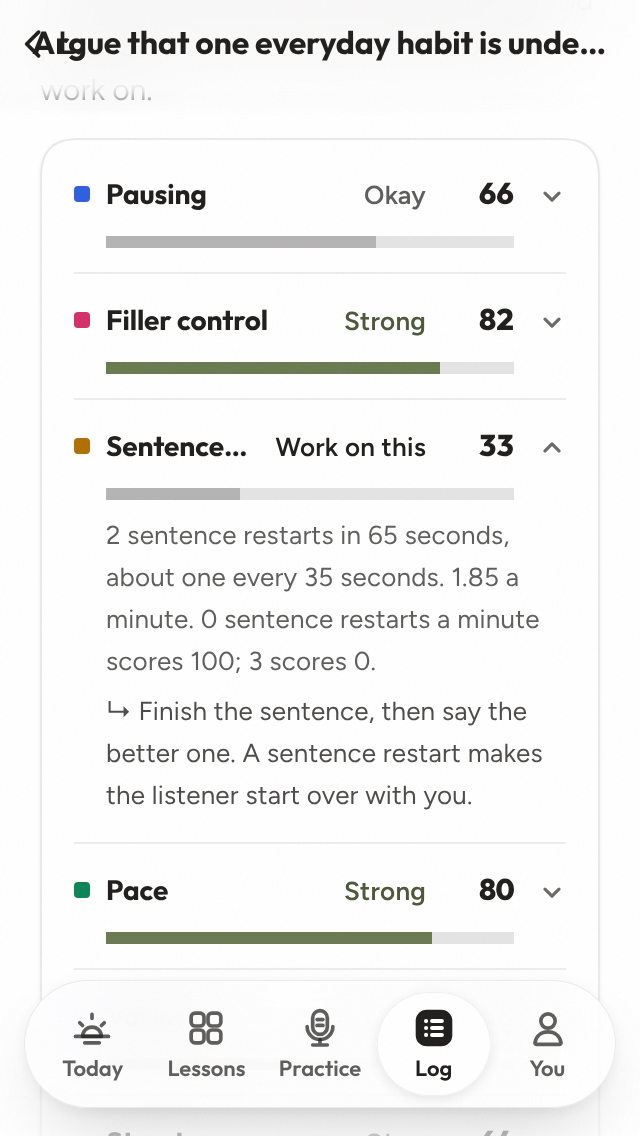 Argue that one everyday habit is unde...
work on.
Pausing Okay 66
Filler control Strong 82
Sentence... Work on this 33
2 sentence restarts in 65 seconds,
about one every 35 seconds. 1.85 a
minute. 0 sentence restarts a minute
scores 100; 3 scores 0.
↳ Finish the sentence, then say the
better one. A sentence restart makes
the listener start over with you.
Pace Strong 80
Today Lessons Practice Log You